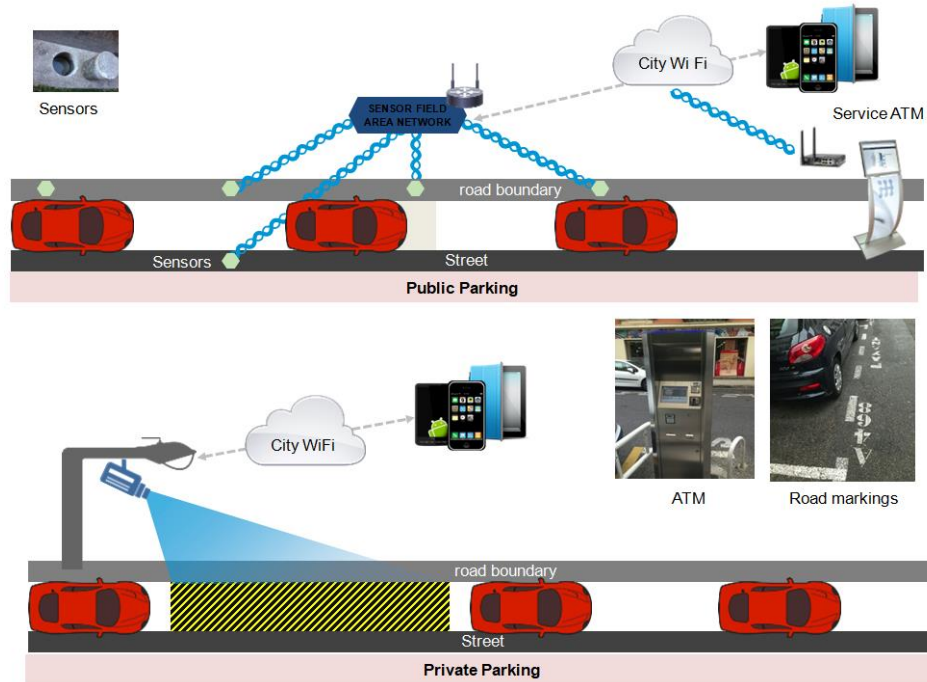 City Wi Fi
Sensors
SENSOR FIELD
AREA NETWORK
Service ATM
road boundary
Sensors
Street
Public Parking
City WiFi
ATM
Road markings
road boundary
Street
Private Parking